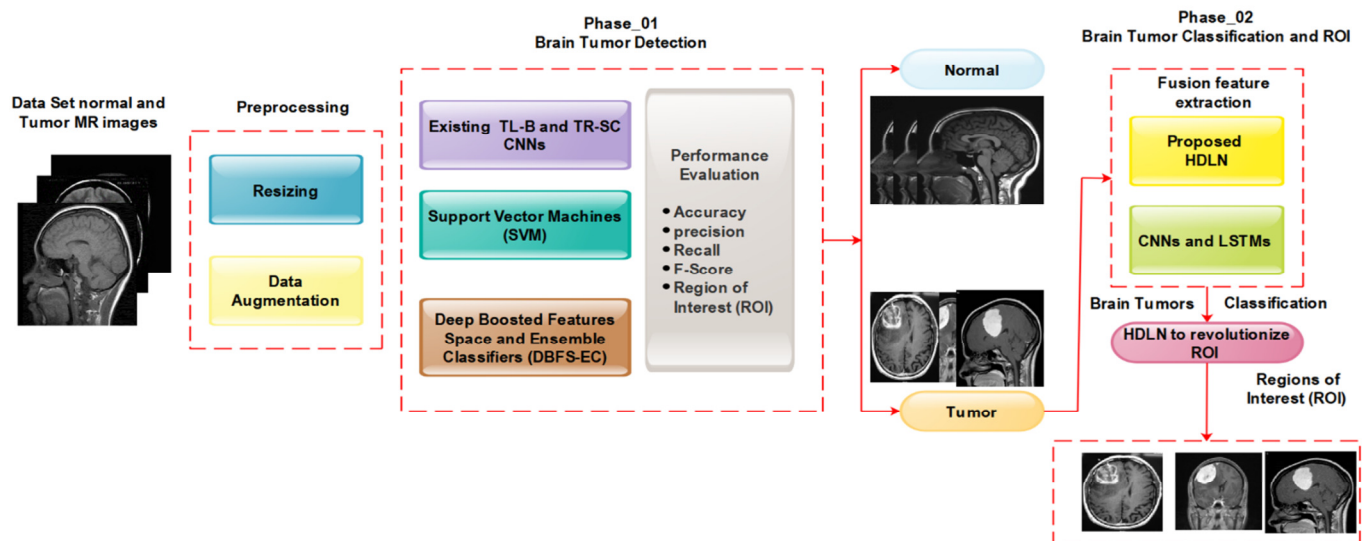 Data Set normal and
Tumor MR images
Preprocessing
Resizing
Data
Augmentation
Phase_01
Brain Tumor Detection
Existing TL-B and TR-SC
CNNs
Support Vector Machines
(SVM)
Deep Boosted Features
Space and Ensemble
Classifiers (DBFS-EC)
Performance
Evaluation
• Accuracy
• precision
• Recall
• F-Score
• Region of
Interest (ROI)
Normal
Tumor
Phase_02
Brain Tumor Classification and ROI
Fusion feature
extraction
Proposed
HDLN
CNNs and LSTMs
Brain Tumors Classification
HDLN to revolutionize
ROI
Regions of
Interest (ROI)